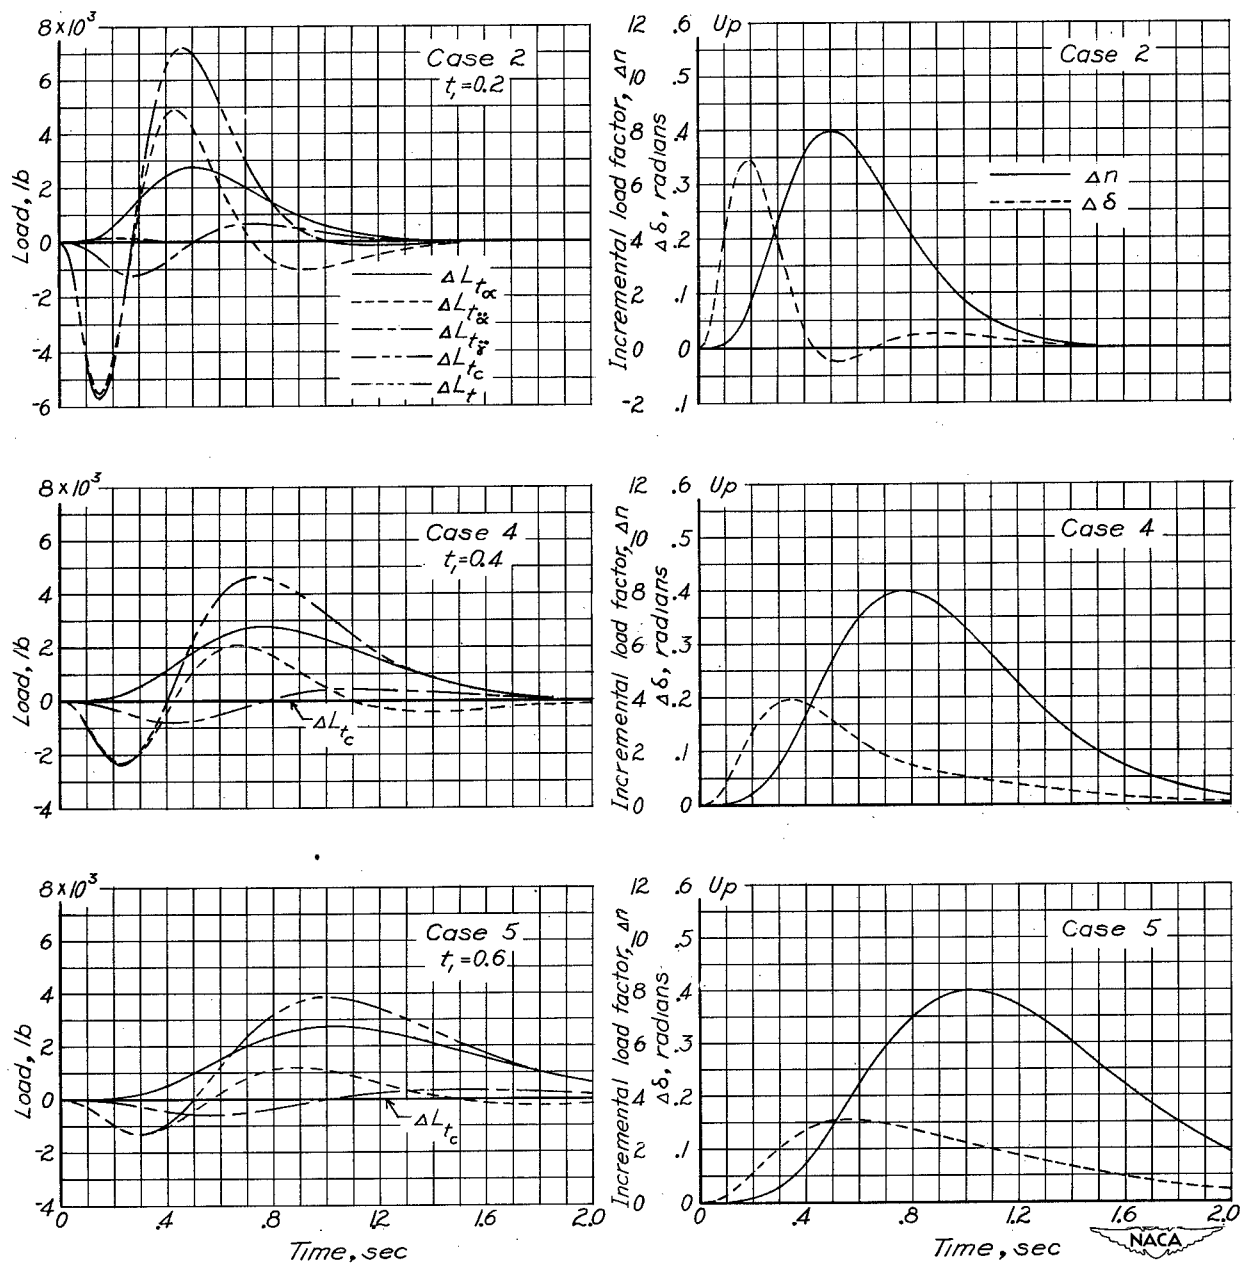 8×10³
6
4
2
0
-2
-4
-6
Load, lb
Case 2
t₁=0.2
ΔL_tα
ΔL_tα̈
ΔL_tγ̈
ΔL_tc
ΔL_t
12
10
8
6
4
2
0
-2
Incremental load factor, Δn
.6
.5
.4
.3
.2
.1
0
.1
Δδ, radians
Up
Case 2
Δn
Δδ
8×10³
6
4
2
0
-2
-4
Load, lb
Case 4
t₁=0.4
ΔL_tc
12
10
8
6
4
2
0
Incremental load factor, Δn
.6
.5
.4
.3
.2
.1
0
Δδ, radians
Up
Case 4
8×10³
6
4
2
0
-2
-4
Load, lb
Case 5
t₁=0.6
ΔL_tc
0 .4 .8 1.2 1.6 2.0
Time, sec
12
10
8
6
4
2
0
Incremental load factor, Δn
.6
.5
.4
.3
.2
.1
0
Δδ, radians
Up
Case 5
0 .4 .8 1.2 1.6 2.0
Time, sec
NACA